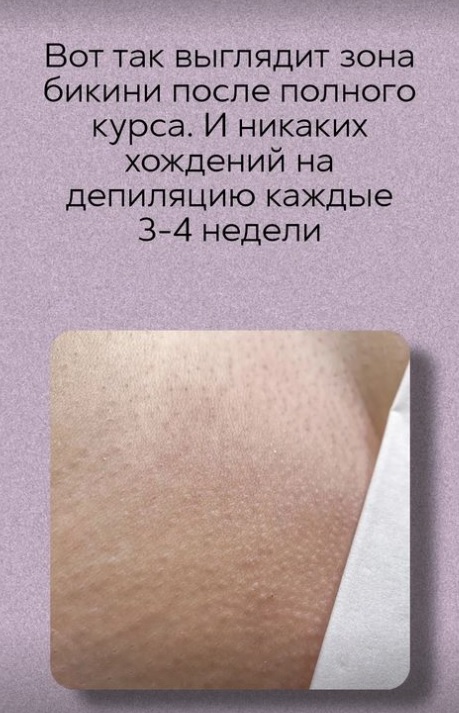 Вот так выглядит зона
бикини после полного
курса. И никаких
хождений на
депиляцию каждые
3-4 недели